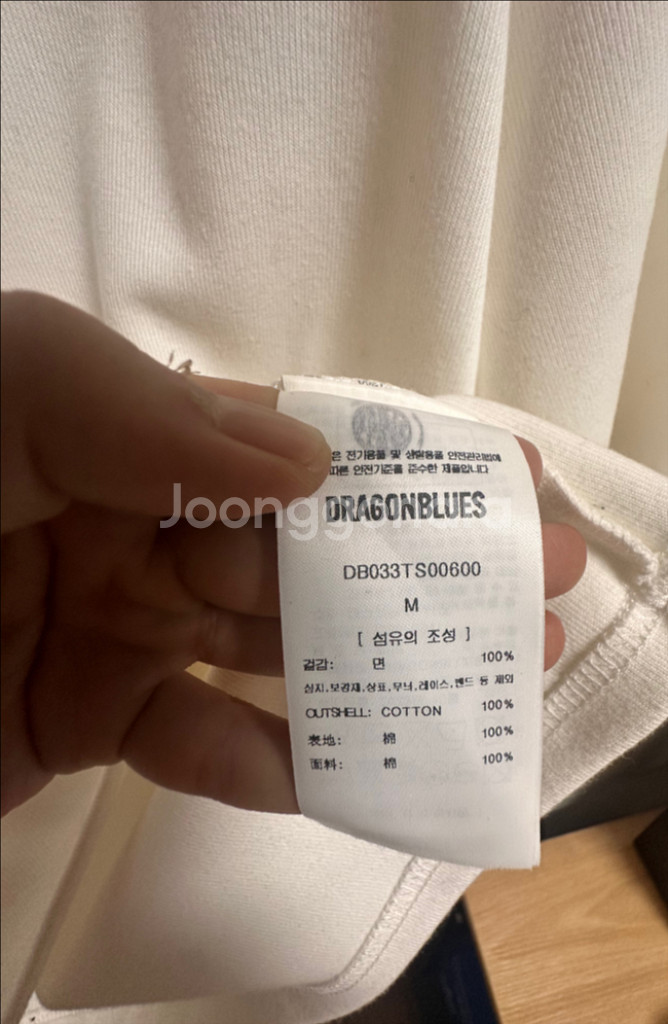 은 전기용품 및 생활용품 안전관리법에
따른 안전기준을 준수한 제품입니다
DRAGONBLUES
DB033TS00600
M
[ 섬유의 조성 ]
겉감: 면 100%
심지,보강재,상표,무늬,레이스,밴드 등 제외
OUTSHELL: COTTON 100%
表地: 棉 100%
面料: 棉 100%